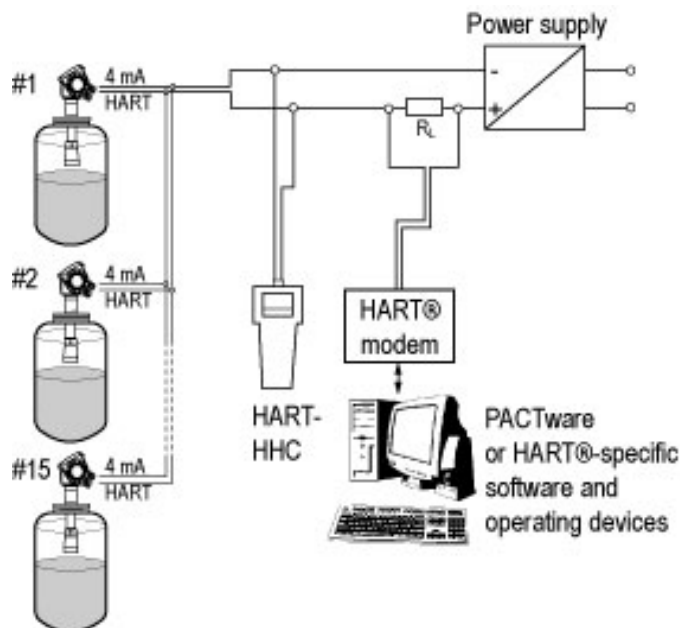 Power supply
#1
4 mA
HART
-
+
R_L
#2
4 mA
HART
HART®
modem
HART-
HHC
PACTware
or HART®-specific
software and
operating devices
#15
4 mA
HART